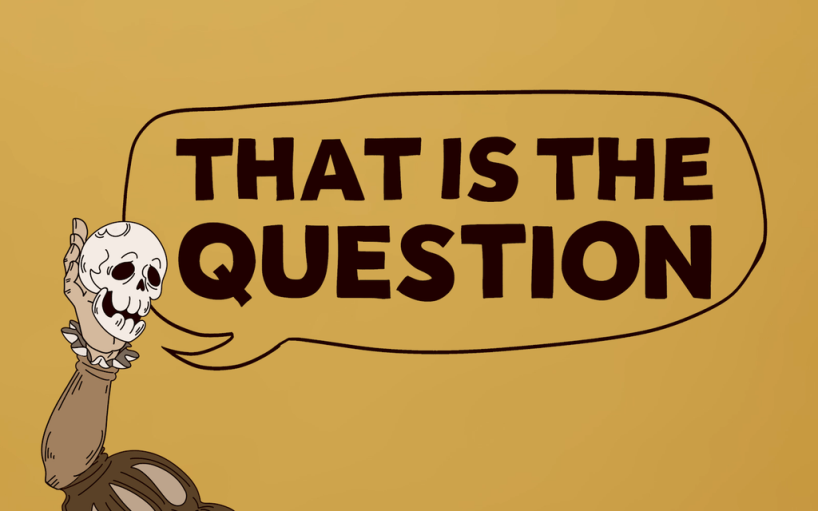 THAT IS THE
QUESTION